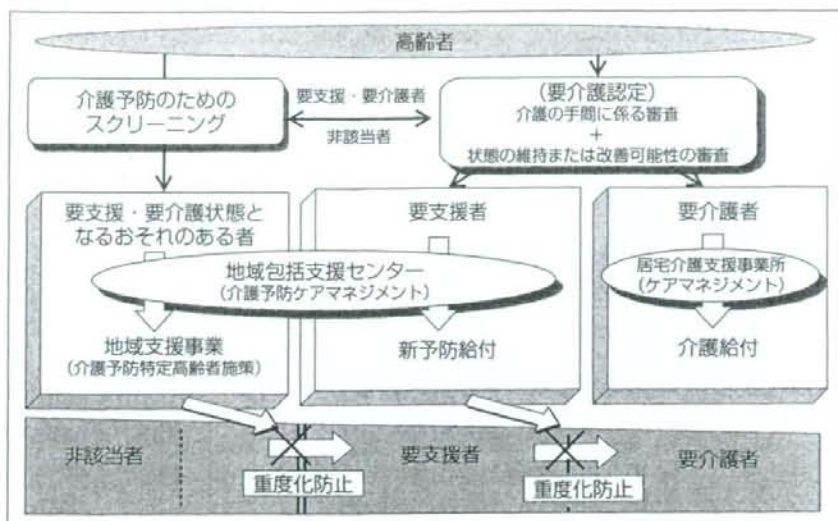 高齢者
介護予防のための
スクリーニング
要支援・要介護者
非該当者
(要介護認定)
介護の手間に係る審査
+
状態の維持または改善可能性の審査
要支援・要介護状態と
なるおそれのある者
要支援者
要介護者
地域包括支援センター
(介護予防ケアマネジメント)
居宅介護支援事業所
(ケアマネジメント)
地域支援事業
(介護予防特定高齢者施策)
新予防給付
介護給付
非該当者
重度化防止
要支援者
重度化防止
要介護者